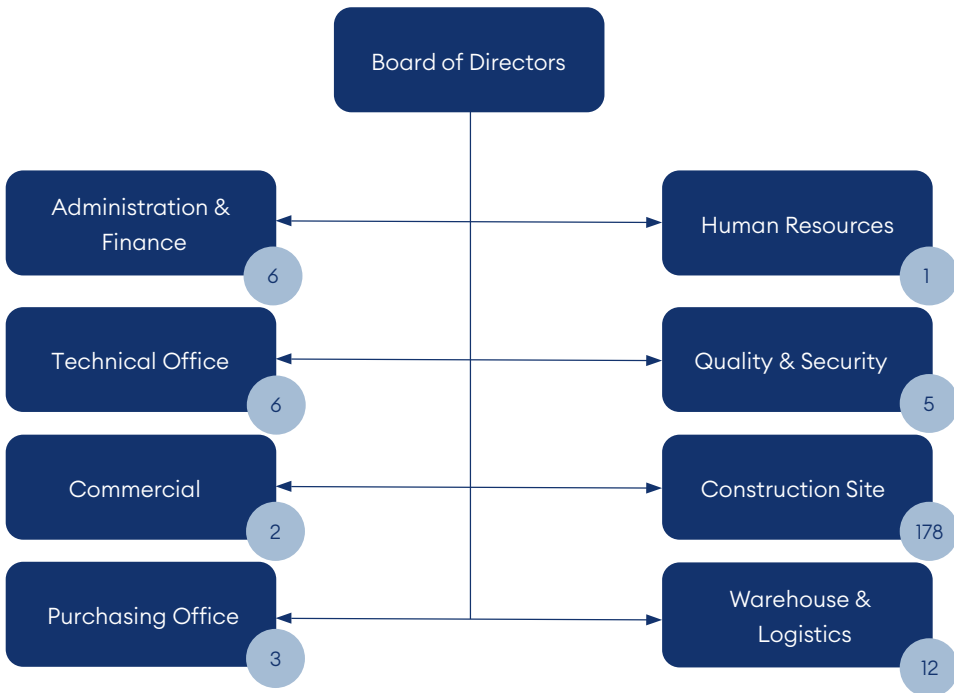 Board of Directors
Administration &
Finance
6
Human Resources
1
Technical Office
6
Quality & Security
5
Commercial
2
Construction Site
178
Purchasing Office
3
Warehouse &
Logistics
12